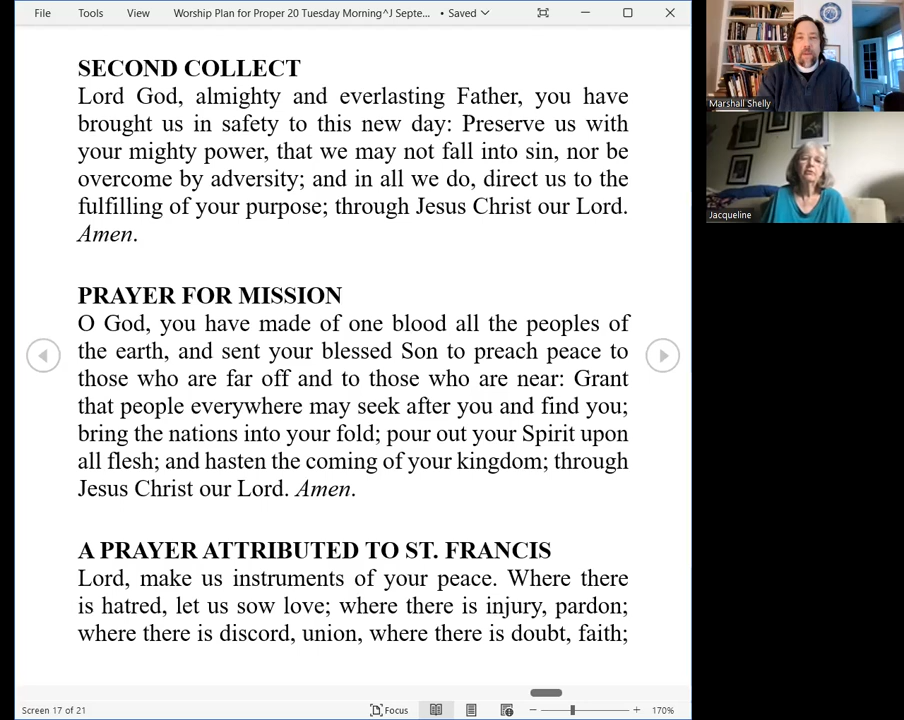 File Tools View Worship Plan for Proper 20 Tuesday Morning^J Septe... • Saved
SECOND COLLECT
Lord God, almighty and everlasting Father, you have
brought us in safety to this new day: Preserve us with
your mighty power, that we may not fall into sin, nor be
overcome by adversity; and in all we do, direct us to the
fulfilling of your purpose; through Jesus Christ our Lord.
Amen.
PRAYER FOR MISSION
O God, you have made of one blood all the peoples of
the earth, and sent your blessed Son to preach peace to
those who are far off and to those who are near: Grant
that people everywhere may seek after you and find you;
bring the nations into your fold; pour out your Spirit upon
all flesh; and hasten the coming of your kingdom; through
Jesus Christ our Lord. Amen.
A PRAYER ATTRIBUTED TO ST. FRANCIS
Lord, make us instruments of your peace. Where there
is hatred, let us sow love; where there is injury, pardon;
where there is discord, union, where there is doubt, faith;
Screen 17 of 21 Focus 170%
Marshall Shelly
Jacqueline